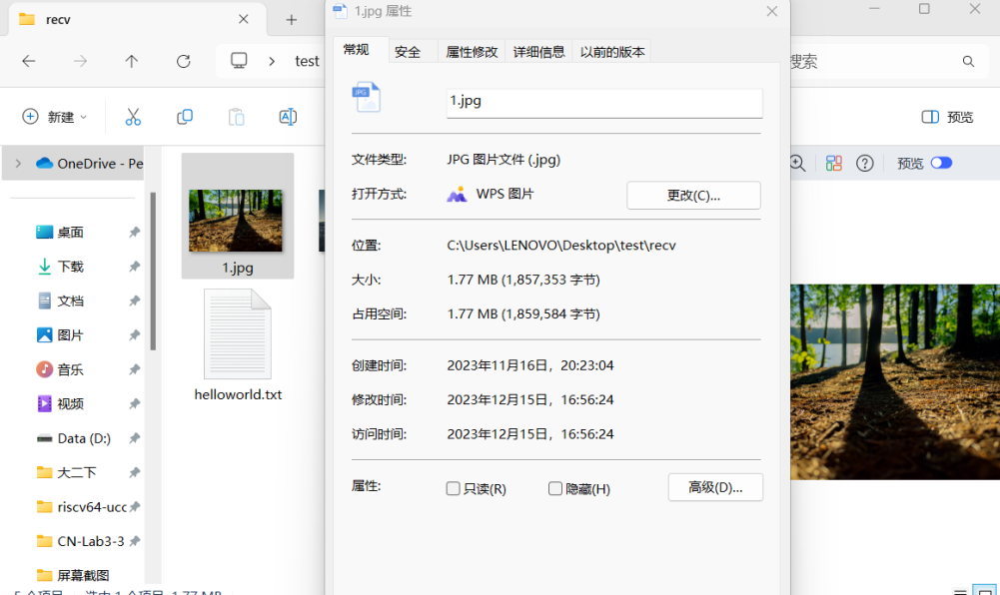 recv
1.jpg 属性
test
搜索
新建
预览
OneDrive - Pe
桌面
下载
文档
图片
音乐
视频
Data (D:)
大二下
riscv64-ucc
CN-Lab3-3
屏幕截图
1.jpg
helloworld.txt
常规
安全
属性修改
详细信息
以前的版本
JPG
1.jpg
文件类型:
JPG 图片文件 (.jpg)
打开方式:
WPS 图片
更改(C)...
位置:
C:\Users\LENOVO\Desktop\test\recv
大小:
1.77 MB (1,857,353 字节)
占用空间:
1.77 MB (1,859,584 字节)
创建时间:
2023年11月16日，20:23:04
修改时间:
2023年12月15日，16:56:24
访问时间:
2023年12月15日，16:56:24
属性:
只读(R)
隐藏(H)
高级(D)...
预览
5 个项目
选中 1 个项目 1.77 MB